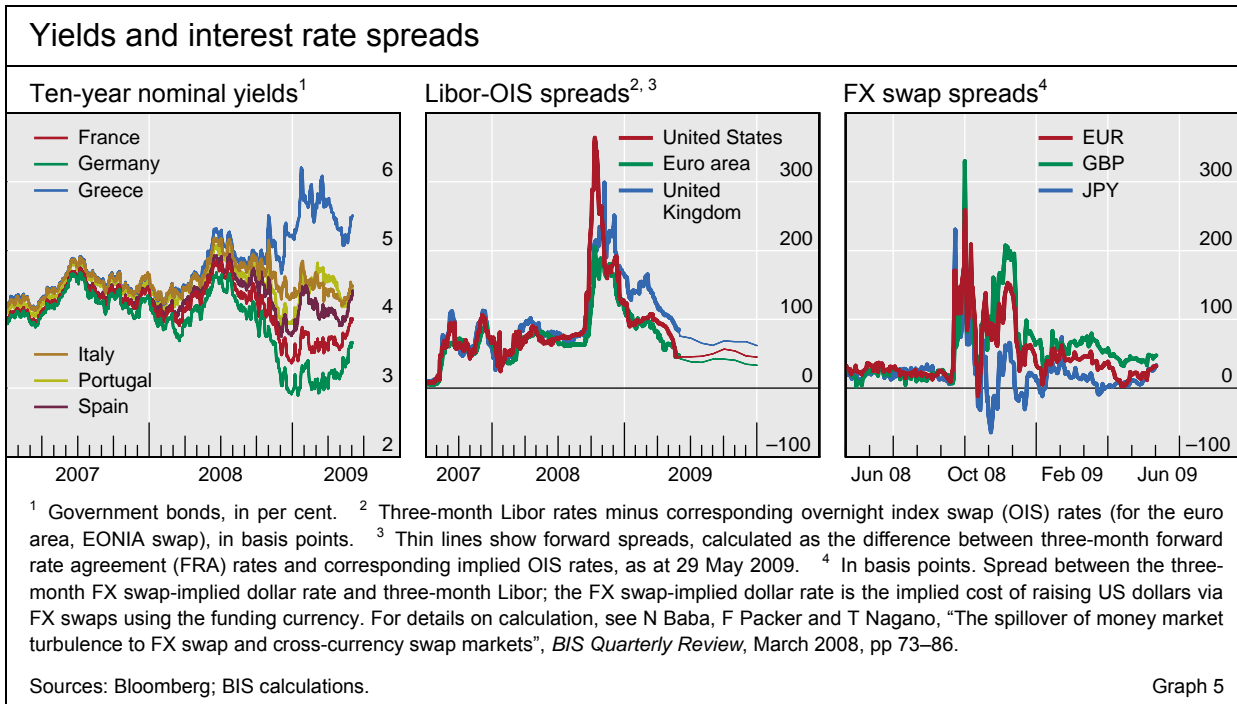 Yields and interest rate spreads
Ten-year nominal yields1
France
Germany
Greece
Italy
Portugal
Spain
6
5
4
3
2
2007 2008 2009
Libor-OIS spreads2, 3
United States
Euro area
United
Kingdom
300
200
100
0
–100
2007 2008 2009
FX swap spreads4
EUR
GBP
JPY
300
200
100
0
–100
Jun 08 Oct 08 Feb 09 Jun 09
1 Government bonds, in per cent. 2 Three-month Libor rates minus corresponding overnight index swap (OIS) rates (for the euro
area, EONIA swap), in basis points. 3 Thin lines show forward spreads, calculated as the difference between three-month forward
rate agreement (FRA) rates and corresponding implied OIS rates, as at 29 May 2009. 4 In basis points. Spread between the three-
month FX swap-implied dollar rate and three-month Libor; the FX swap-implied dollar rate is the implied cost of raising US dollars via
FX swaps using the funding currency. For details on calculation, see N Baba, F Packer and T Nagano, “The spillover of money market
turbulence to FX swap and cross-currency swap markets”, BIS Quarterly Review, March 2008, pp 73–86.
Sources: Bloomberg; BIS calculations. Graph 5